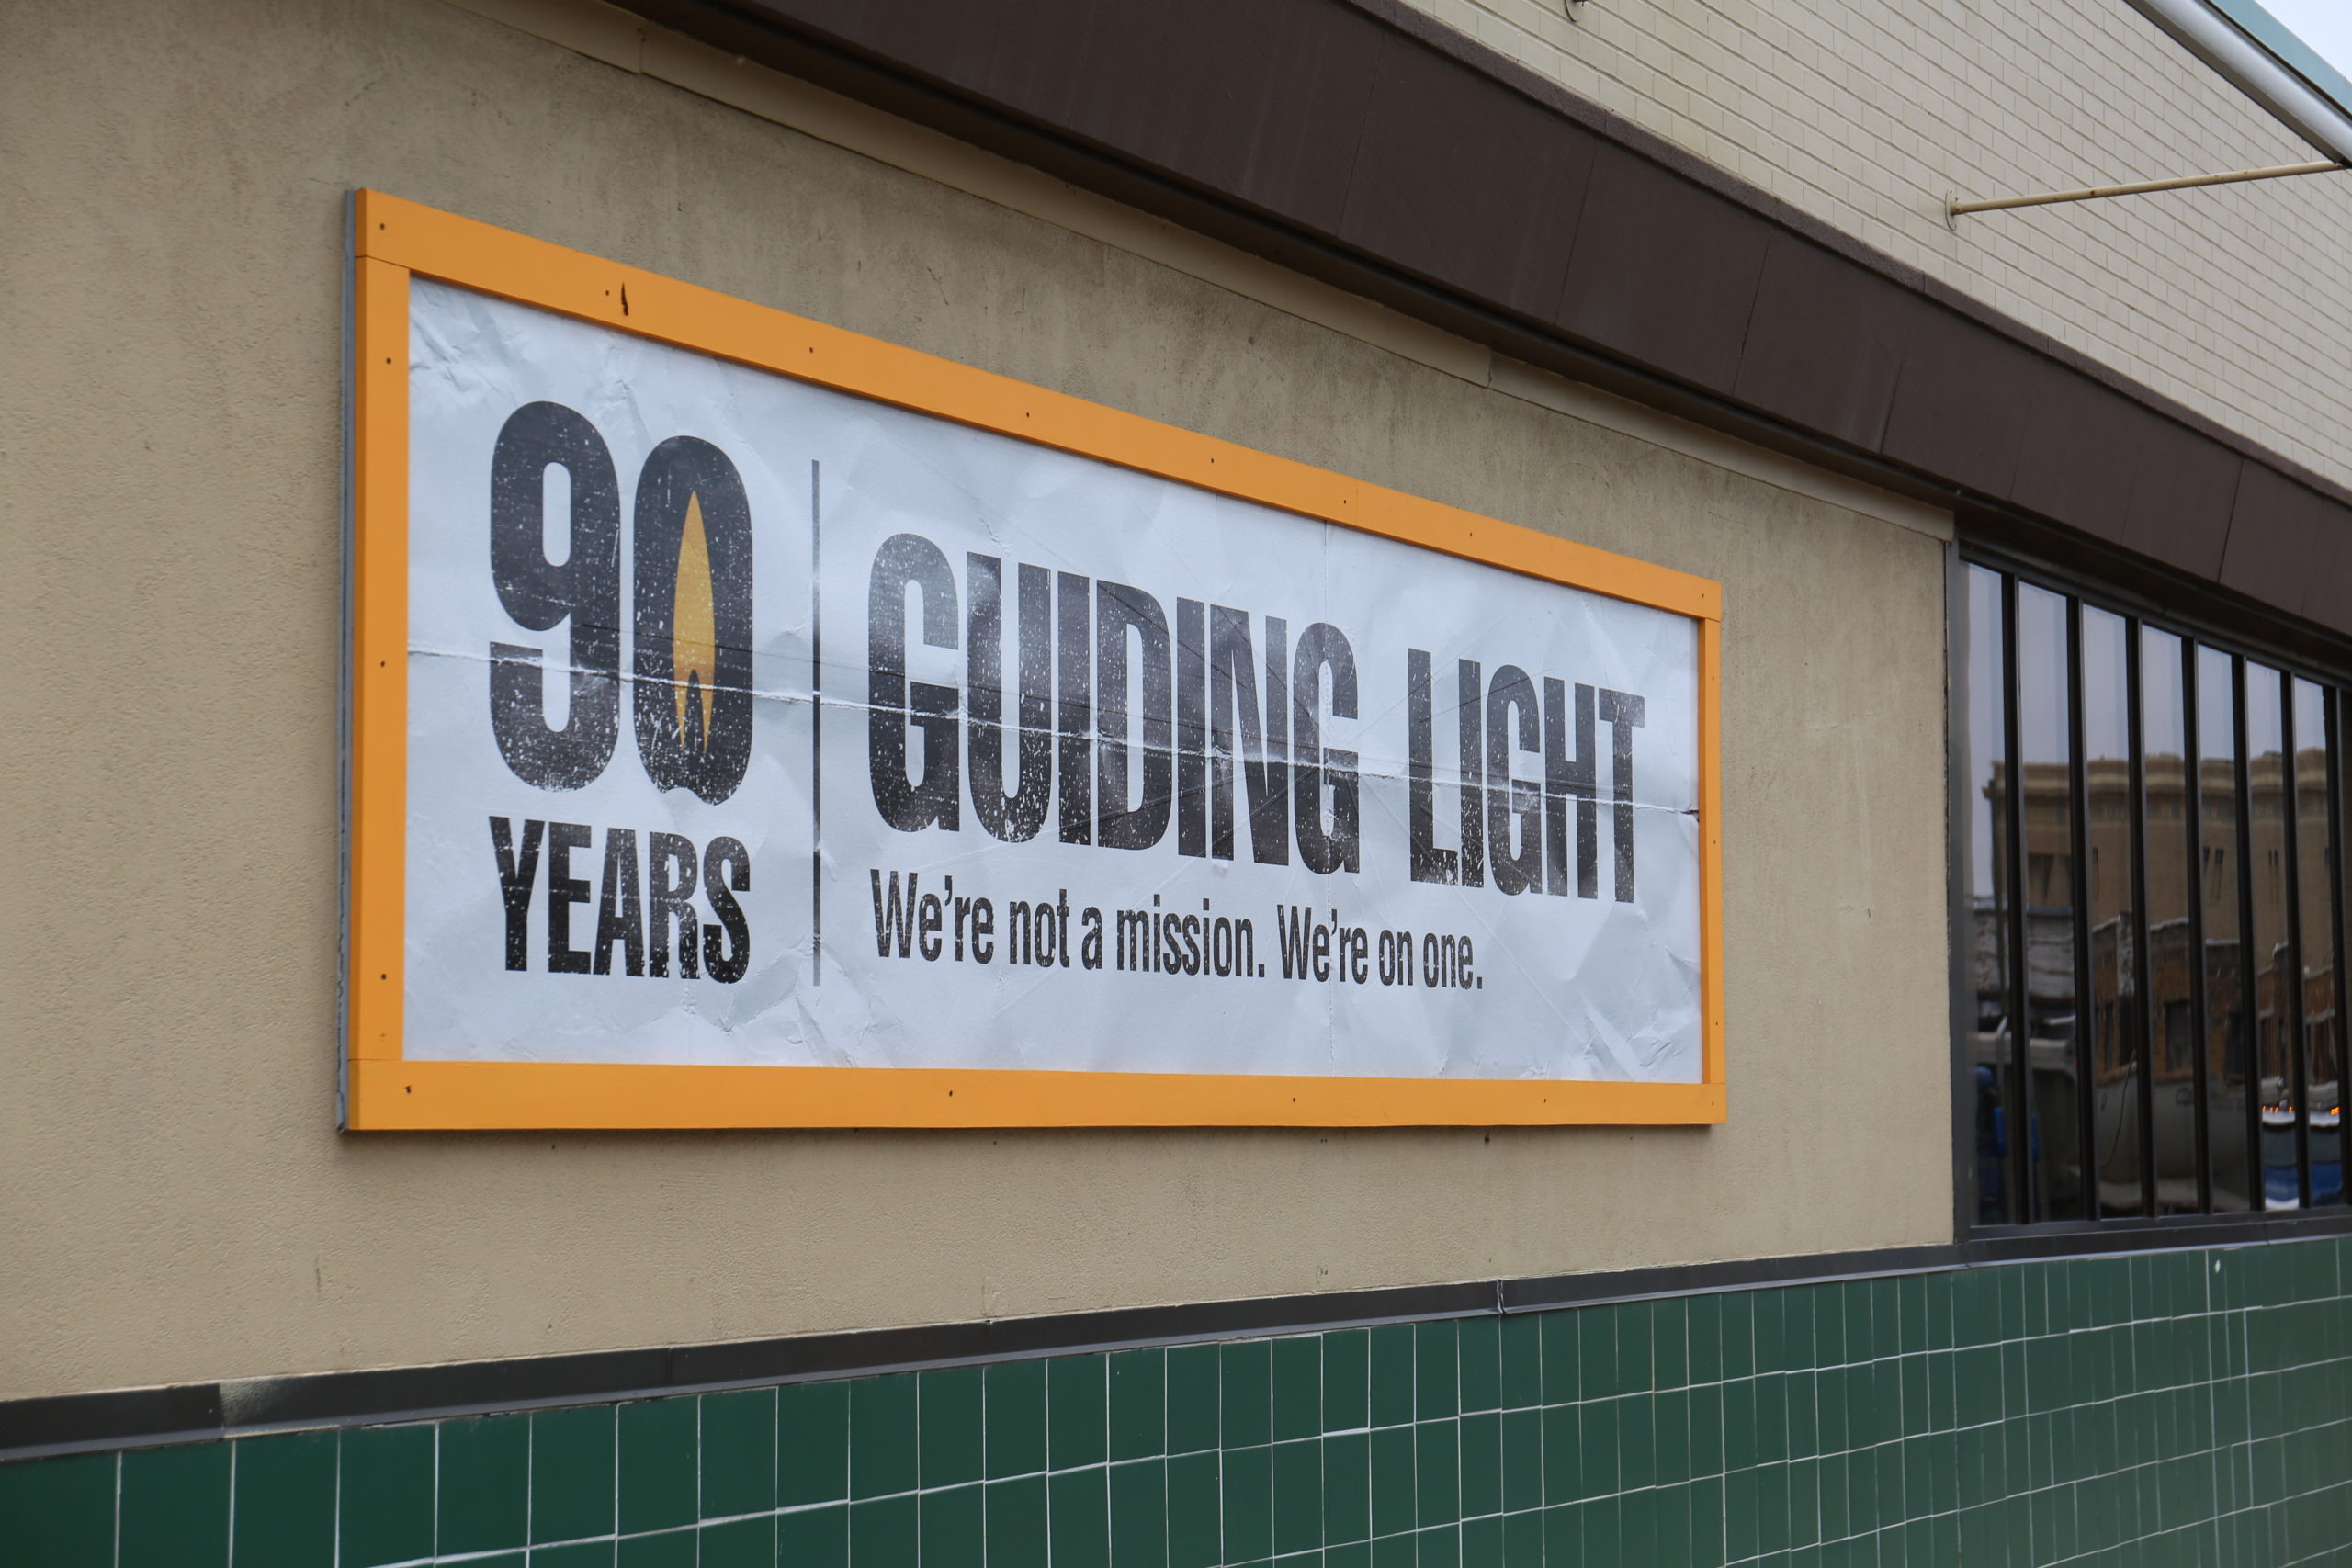 90
YEARS
GUIDING LIGHT
We're not a mission. We're on one.